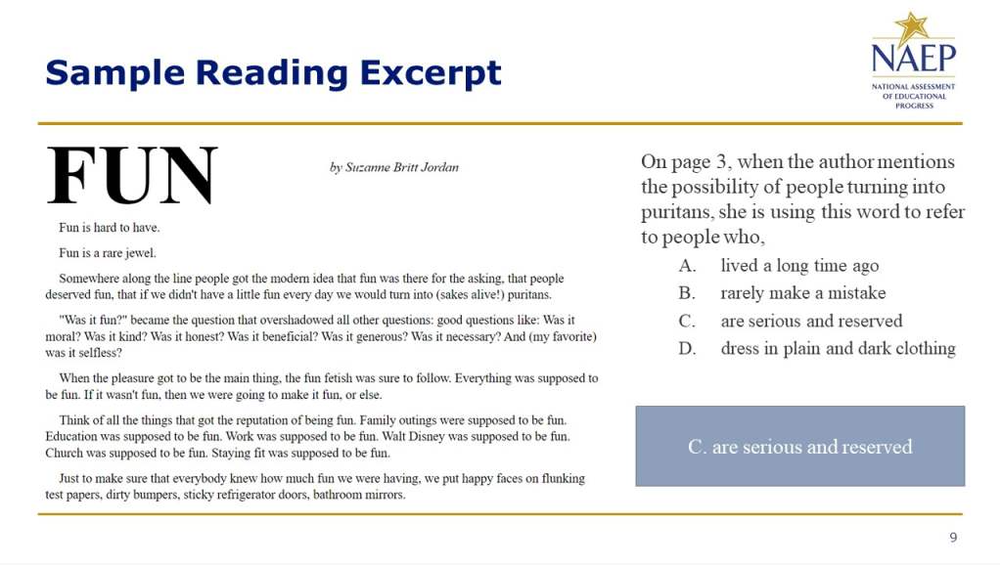 Sample Reading Excerpt
NAEP
NATIONAL ASSESSMENT
OF EDUCATIONAL
PROGRESS
FUN
by Suzanne Britt Jordan
Fun is hard to have.
Fun is a rare jewel.
Somewhere along the line people got the modern idea that fun was there for the asking, that people
deserved fun, that if we didn't have a little fun every day we would turn into (sakes alive!) puritans.
"Was it fun?" became the question that overshadowed all other questions: good questions like: Was it
moral? Was it kind? Was it honest? Was it beneficial? Was it generous? Was it necessary? And (my favorite)
was it selfless?
When the pleasure got to be the main thing, the fun fetish was sure to follow. Everything was supposed to
be fun. If it wasn't fun, then we were going to make it fun, or else.
Think of all the things that got the reputation of being fun. Family outings were supposed to be fun.
Education was supposed to be fun. Work was supposed to be fun. Walt Disney was supposed to be fun.
Church was supposed to be fun. Staying fit was supposed to be fun.
Just to make sure that everybody knew how much fun we were having, we put happy faces on flunking
test papers, dirty bumpers, sticky refrigerator doors, bathroom mirrors.
On page 3, when the author mentions
the possibility of people turning into
puritans, she is using this word to refer
to people who,
A. lived a long time ago
B. rarely make a mistake
C. are serious and reserved
D. dress in plain and dark clothing
C. are serious and reserved
9